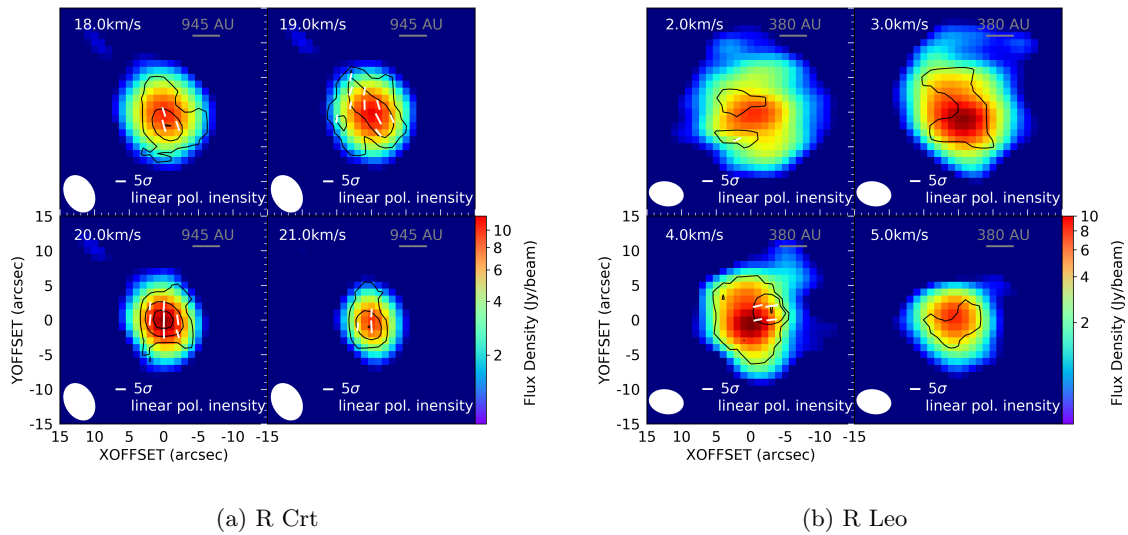 18.0km/s 945 AU 19.0km/s 945 AU
5σ 5σ
linear pol. inensity linear pol. inensity
20.0km/s 945 AU 21.0km/s 945 AU
5σ 5σ
linear pol. inensity linear pol. inensity
15
10
5
0
-5
-10
-15
YOFFSET (arcsec)
15 10 5 0 -5 -10 -15
XOFFSET (arcsec)
10
8
6
4
2
Flux Density (Jy/beam)
(a) R Crt
2.0km/s 380 AU 3.0km/s 380 AU
5σ 5σ
linear pol. inensity linear pol. inensity
4.0km/s 380 AU 5.0km/s 380 AU
5σ 5σ
linear pol. inensity linear pol. inensity
15
10
5
0
-5
-10
-15
YOFFSET (arcsec)
15 10 5 0 -5 -10 -15
XOFFSET (arcsec)
10
8
6
4
2
Flux Density (Jy/beam)
(b) R Leo